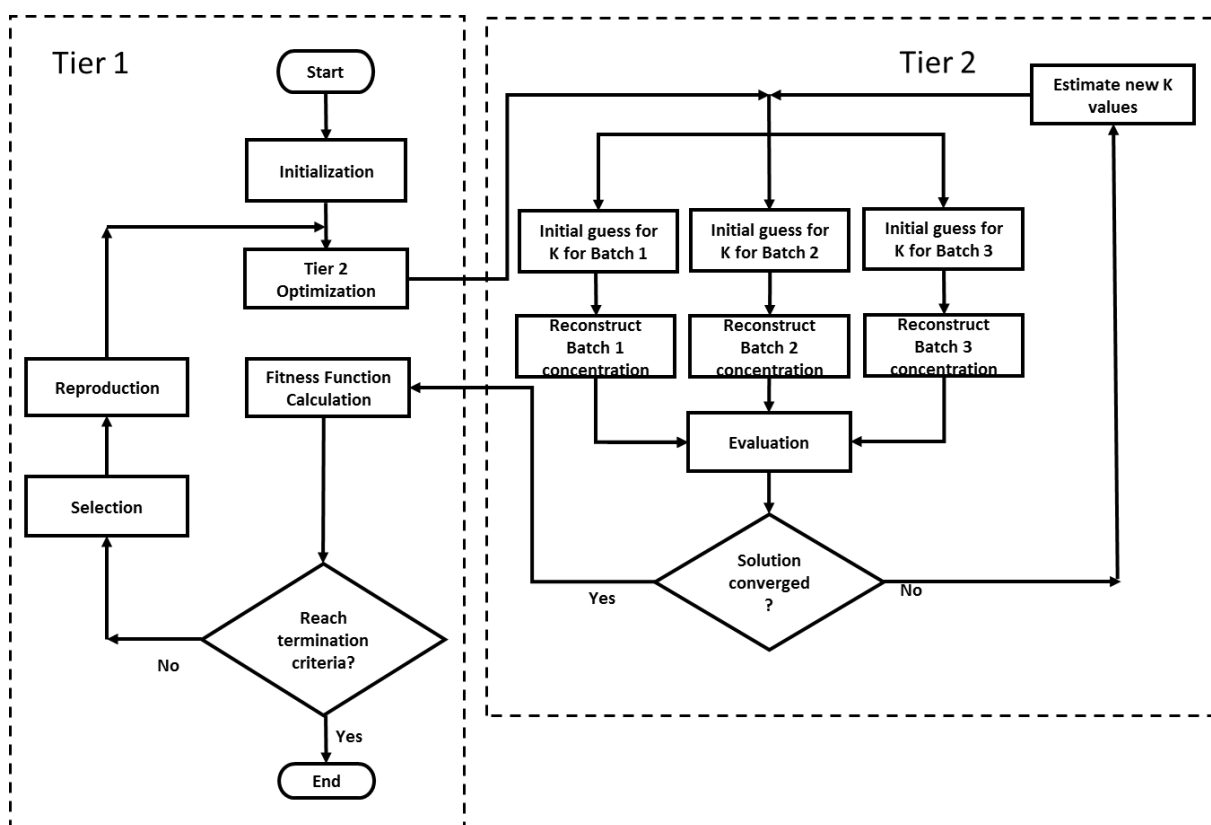 Tier 1
Start
Initialization
Tier 2
Optimization
Reproduction
Fitness Function
Calculation
Selection
Reach
termination
criteria?
No
Yes
End
Tier 2
Estimate new K
values
Initial guess for
K for Batch 1
Initial guess for
K for Batch 2
Initial guess for
K for Batch 3
Reconstruct
Batch 1
concentration
Reconstruct
Batch 2
concentration
Reconstruct
Batch 3
concentration
Evaluation
Solution
converged
?
Yes
No